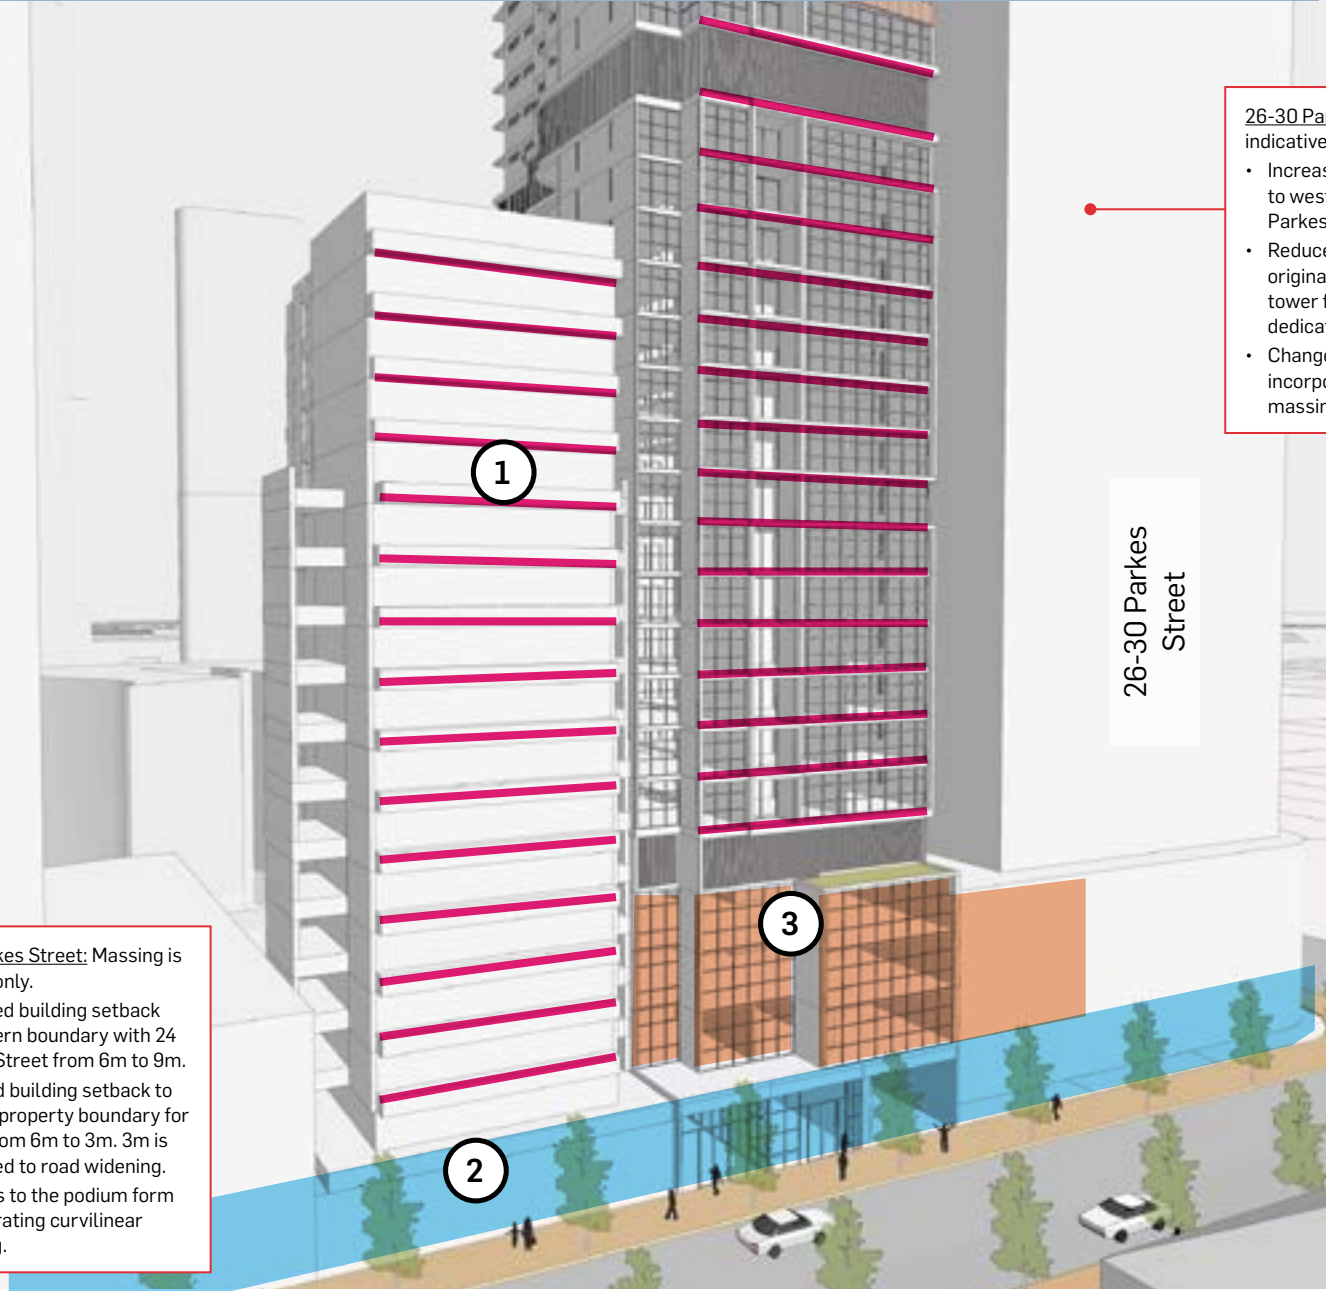 26-30 Pa
indicative
• Increas
to west
Parkes
• Reduce
origina
tower f
dedicat
• Change
incorpo
massin
1
26-30 Parkes
Street
3
kes Street: Massing is
only.
ed building setback
ern boundary with 24
Street from 6m to 9m.
d building setback to
property boundary for
om 6m to 3m. 3m is
ed to road widening.
s to the podium form
rating curvilinear
g.
2